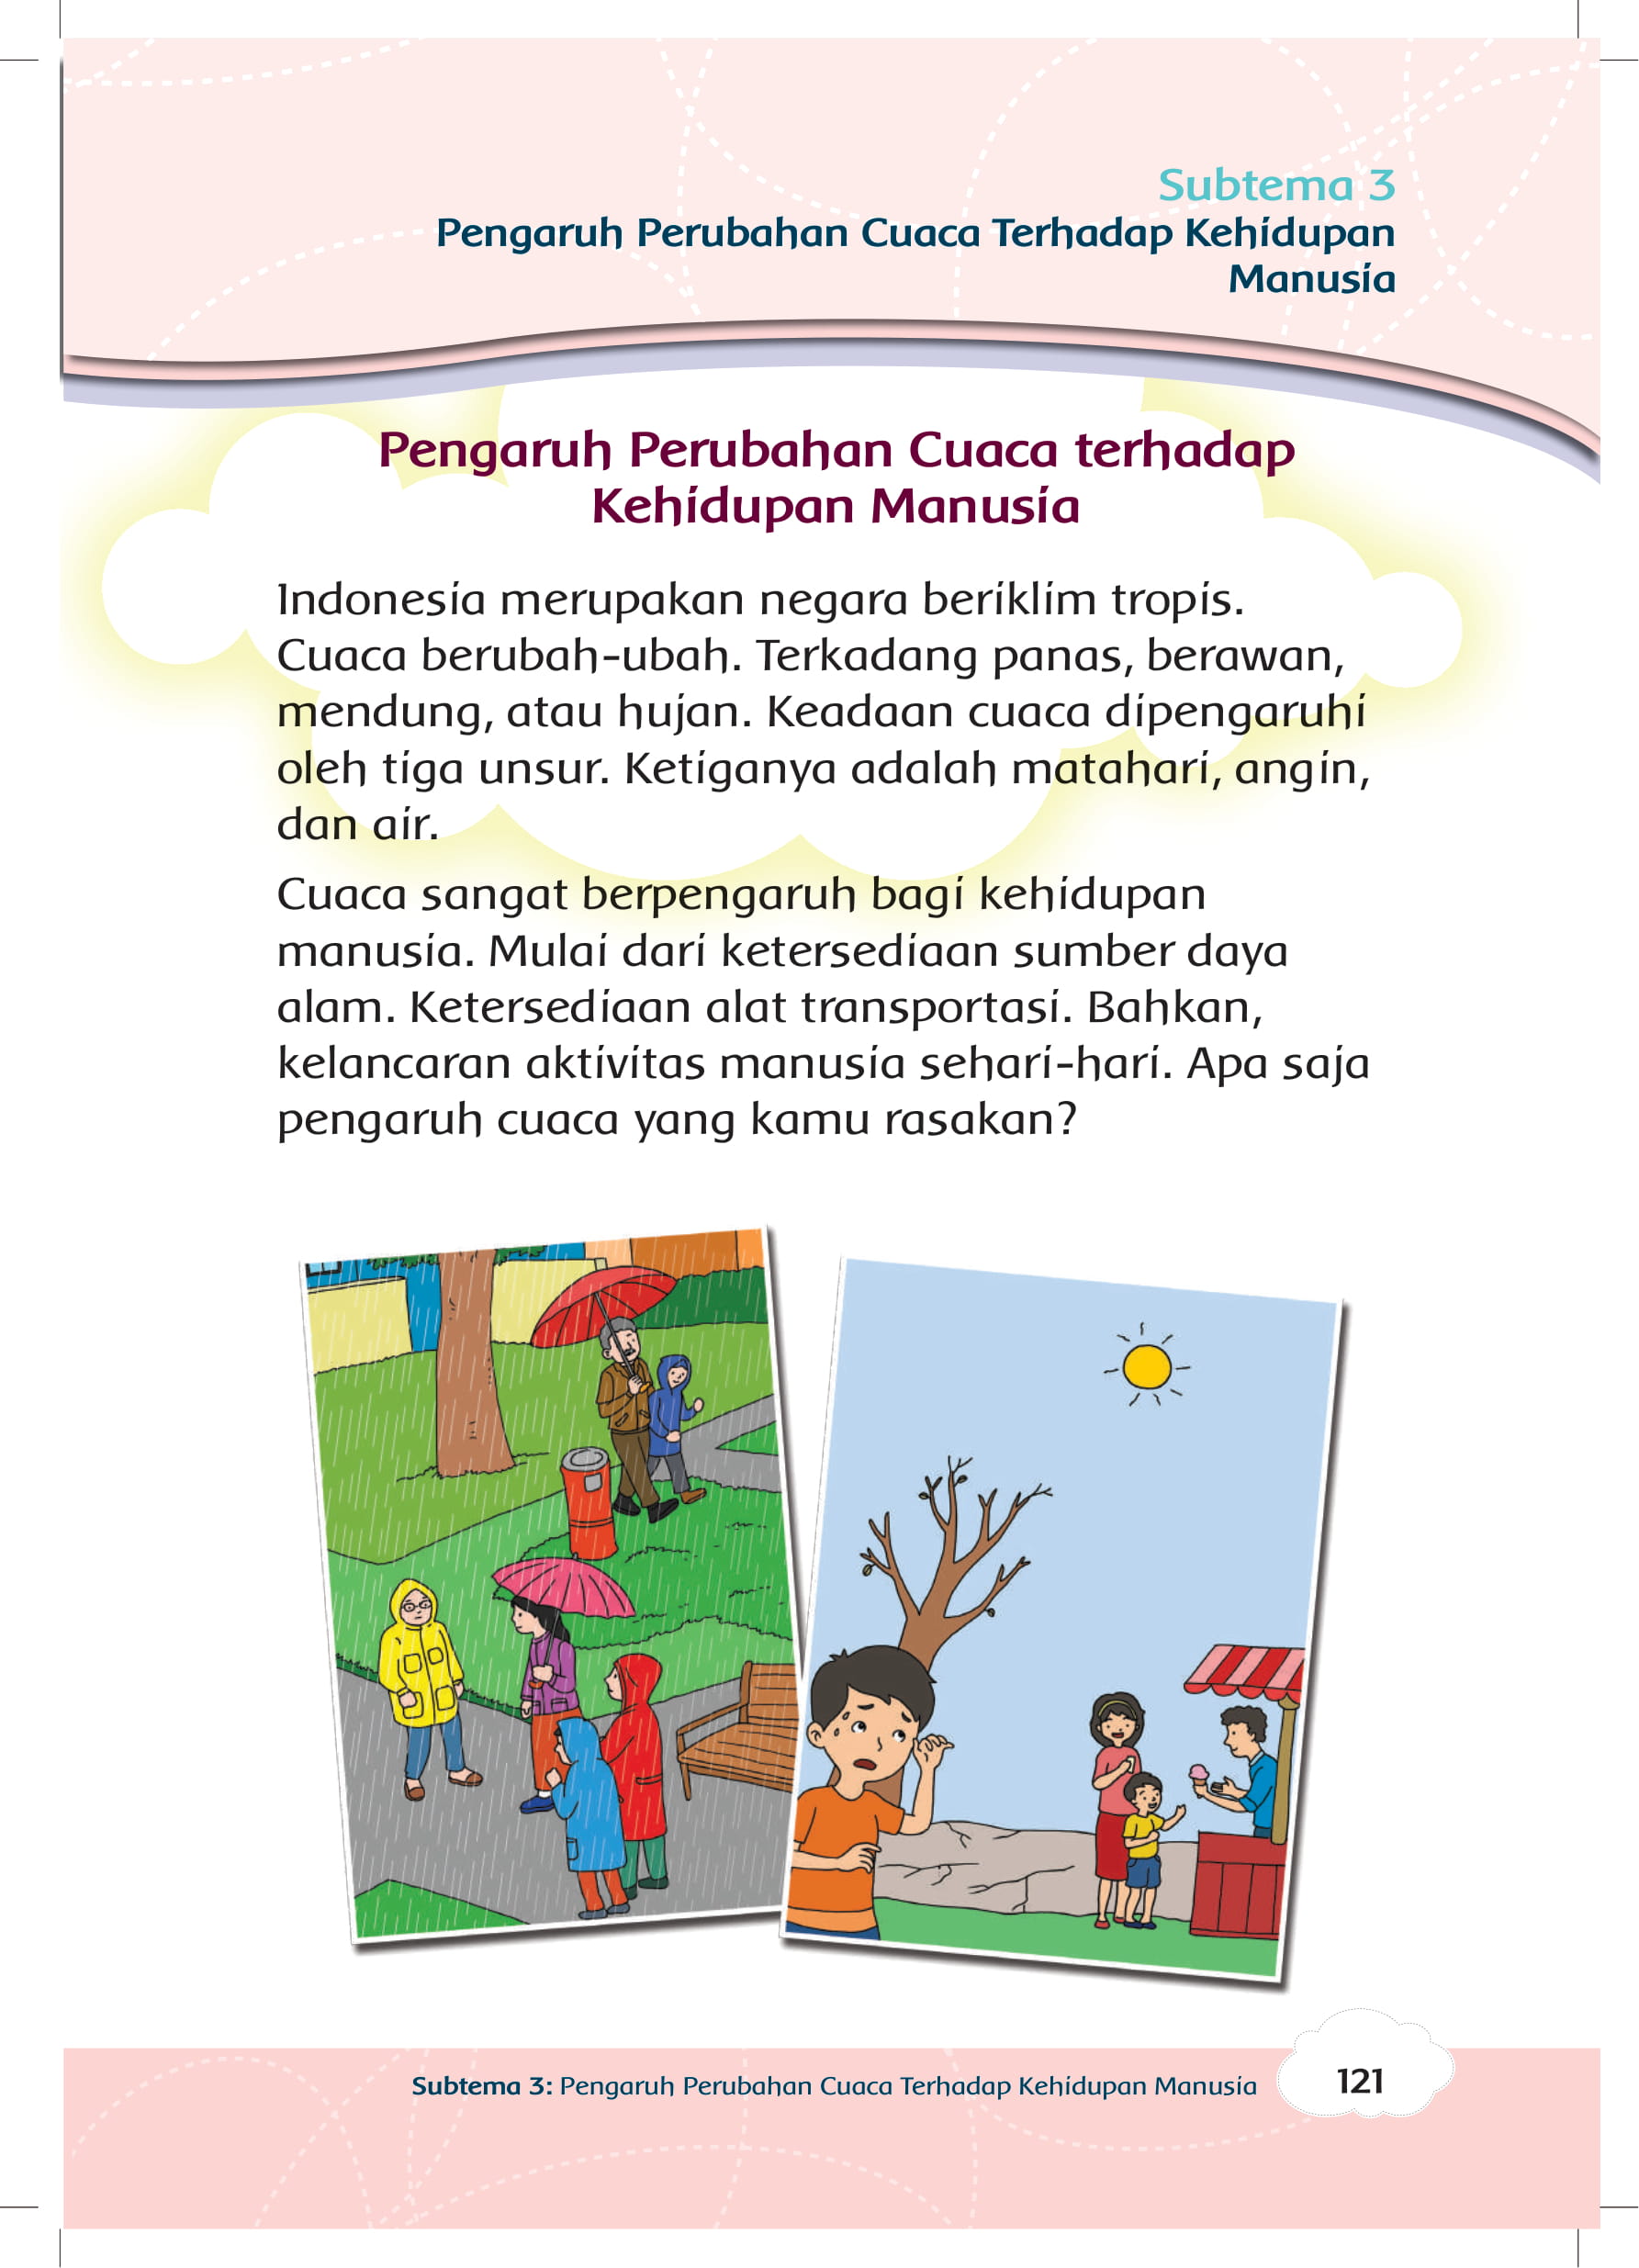 Subtema 3
Pengaruh Perubahan Cuaca Terhadap Kehidupan
Manusia
Pengaruh Perubahan Cuaca terhadap
Kehidupan Manusia
Indonesia merupakan negara beriklim tropis.
Cuaca berubah-ubah. Terkadang panas, berawan,
mendung, atau hujan. Keadaan cuaca dipengaruhi
oleh tiga unsur. Ketiganya adalah matahari, angin,
dan air.
Cuaca sangat berpengaruh bagi kehidupan
manusia. Mulai dari ketersediaan sumber daya
alam. Ketersediaan alat transportasi. Bahkan,
kelancaran aktivitas manusia sehari-hari. Apa saja
pengaruh cuaca yang kamu rasakan?
Subtema 3: Pengaruh Perubahan Cuaca Terhadap Kehidupan Manusia
121